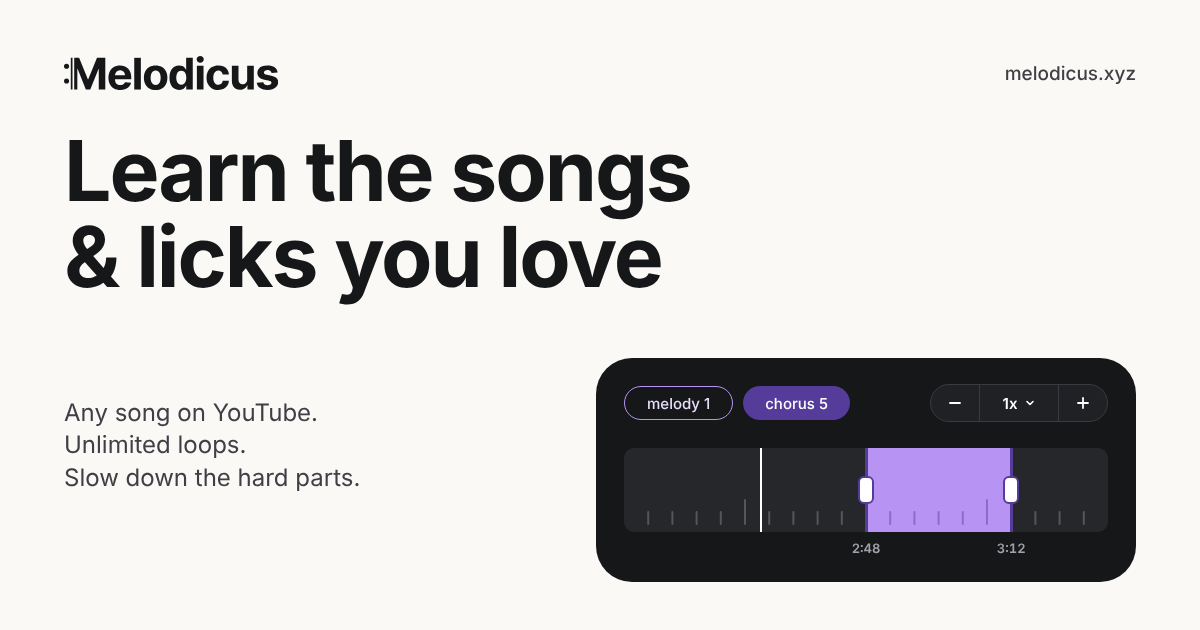 Melodicus
melodicus.xyz
Learn the songs
& licks you love
Any song on YouTube.
Unlimited loops.
Slow down the hard parts.
melody 1
chorus 5
− 1x +
2:48
3:12